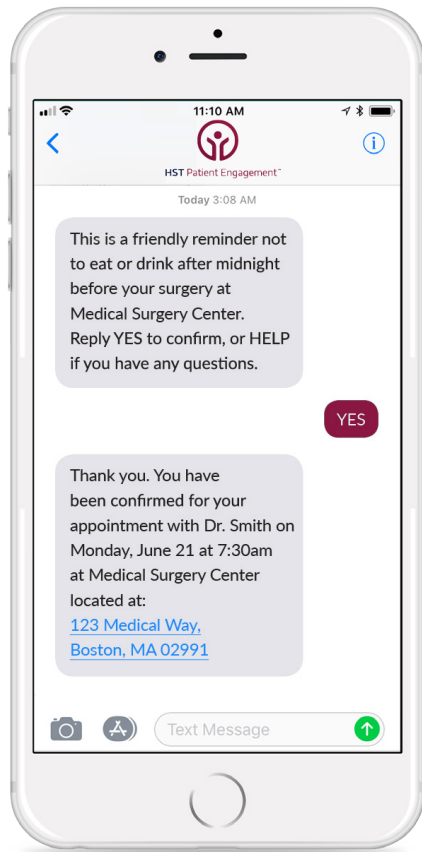 11:10 AM
HST Patient Engagement™
Today 3:08 AM
This is a friendly reminder not
to eat or drink after midnight
before your surgery at
Medical Surgery Center.
Reply YES to confirm, or HELP
if you have any questions.
YES
Thank you. You have
been confirmed for your
appointment with Dr. Smith on
Monday, June 21 at 7:30am
at Medical Surgery Center
located at:
123 Medical Way,
Boston, MA 02991
Text Message